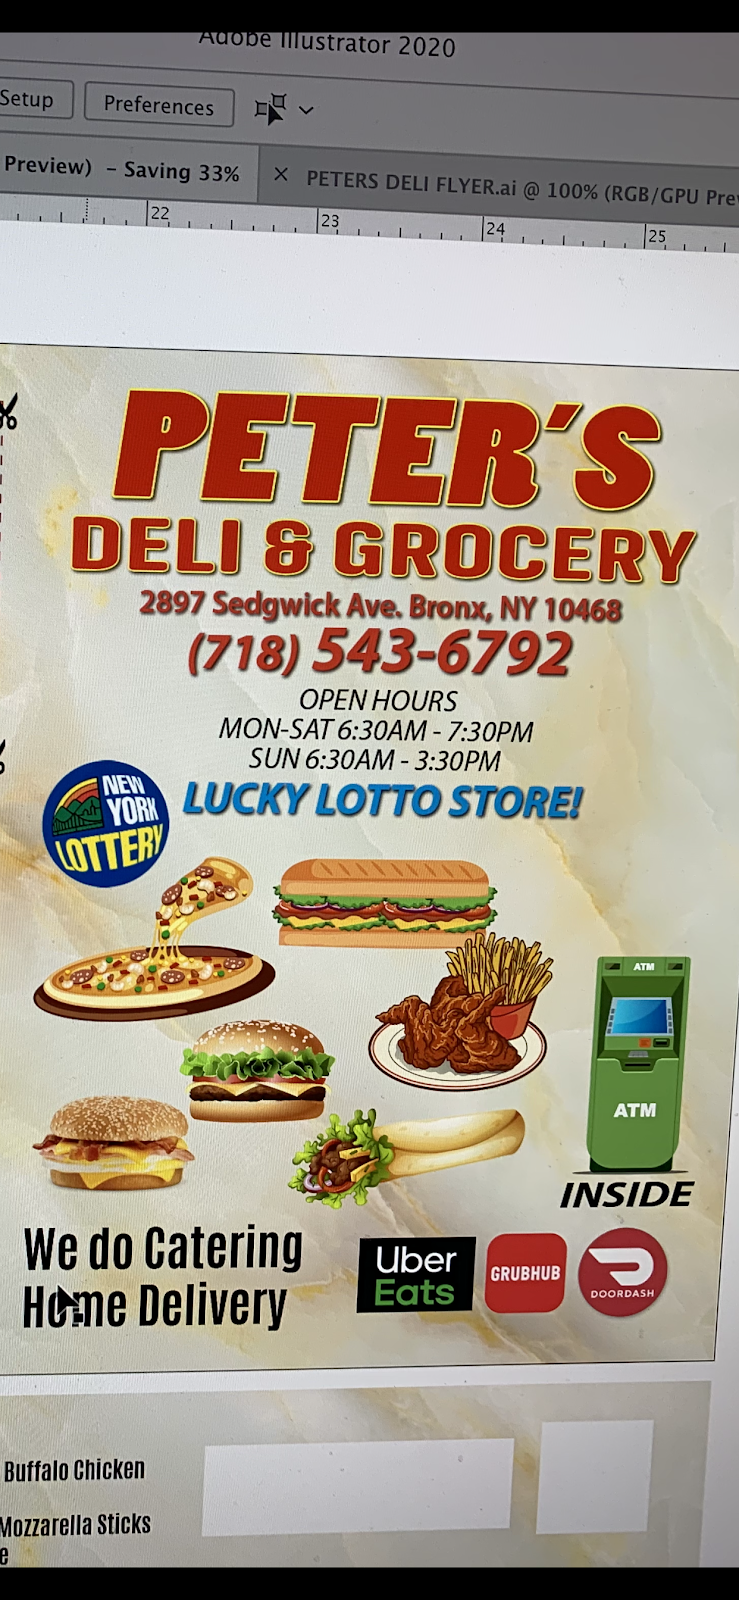 Adobe Illustrator 2020
Setup
Preferences
Preview) - Saving 33%
× PETERS DELI FLYER.ai @ 100% (RGB/GPU Pre
22 23 24 25
PETER'S
DELI & GROCERY
2897 Sedgwick Ave. Bronx, NY 10468
(718) 543-6792
OPEN HOURS
MON-SAT 6:30AM - 7:30PM
SUN 6:30AM - 3:30PM
LUCKY LOTTO STORE!
NEW
YORK
LOTTERY
ATM
ATM
INSIDE
We do Catering
Home Delivery
Uber
Eats
GRUBHUB
DOORDASH
Buffalo Chicken
Mozzarella Sticks
e